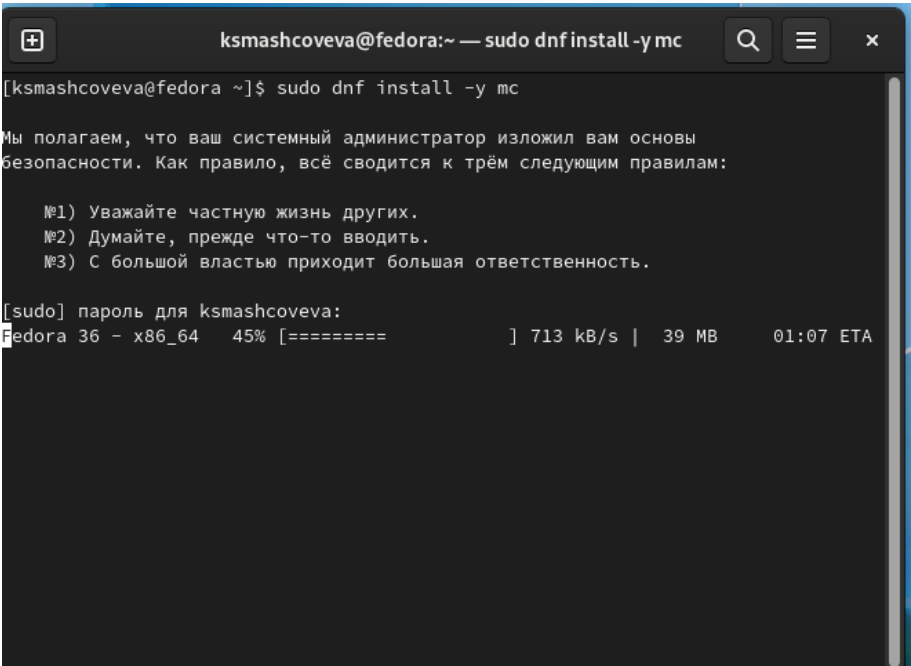 ksmashcoveva@fedora:~ — sudo dnf install -y mc
[ksmashcoveva@fedora ~]$ sudo dnf install -y mc
Мы полагаем, что ваш системный администратор изложил вам основы
безопасности. Как правило, всё сводится к трём следующим правилам:
№1) Уважайте частную жизнь других.
№2) Думайте, прежде что-то вводить.
№3) С большой властью приходит большая ответственность.
[sudo] пароль для ksmashcoveva:
Fedora 36 - x86_64   45% [=========           ] 713 kB/s |  39 MB     01:07 ETA